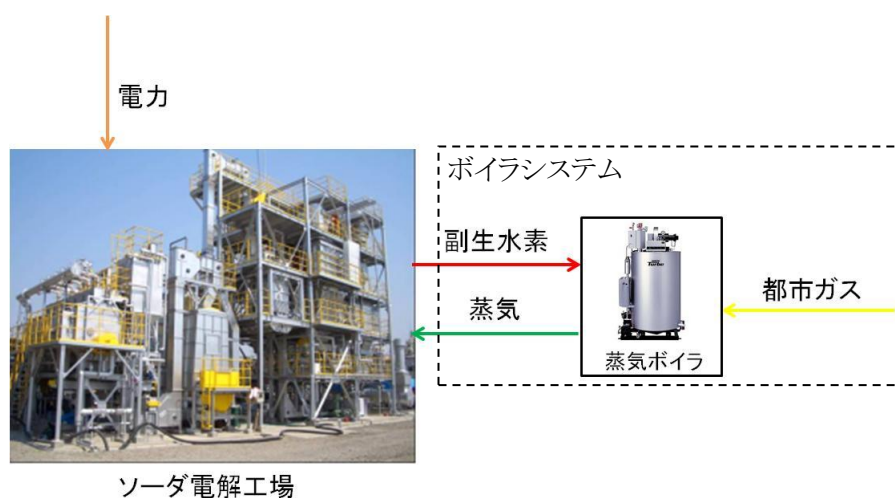 電力
ボイラシステム
副生水素
蒸気
都市ガス
蒸気ボイラ
ソーダ電解工場